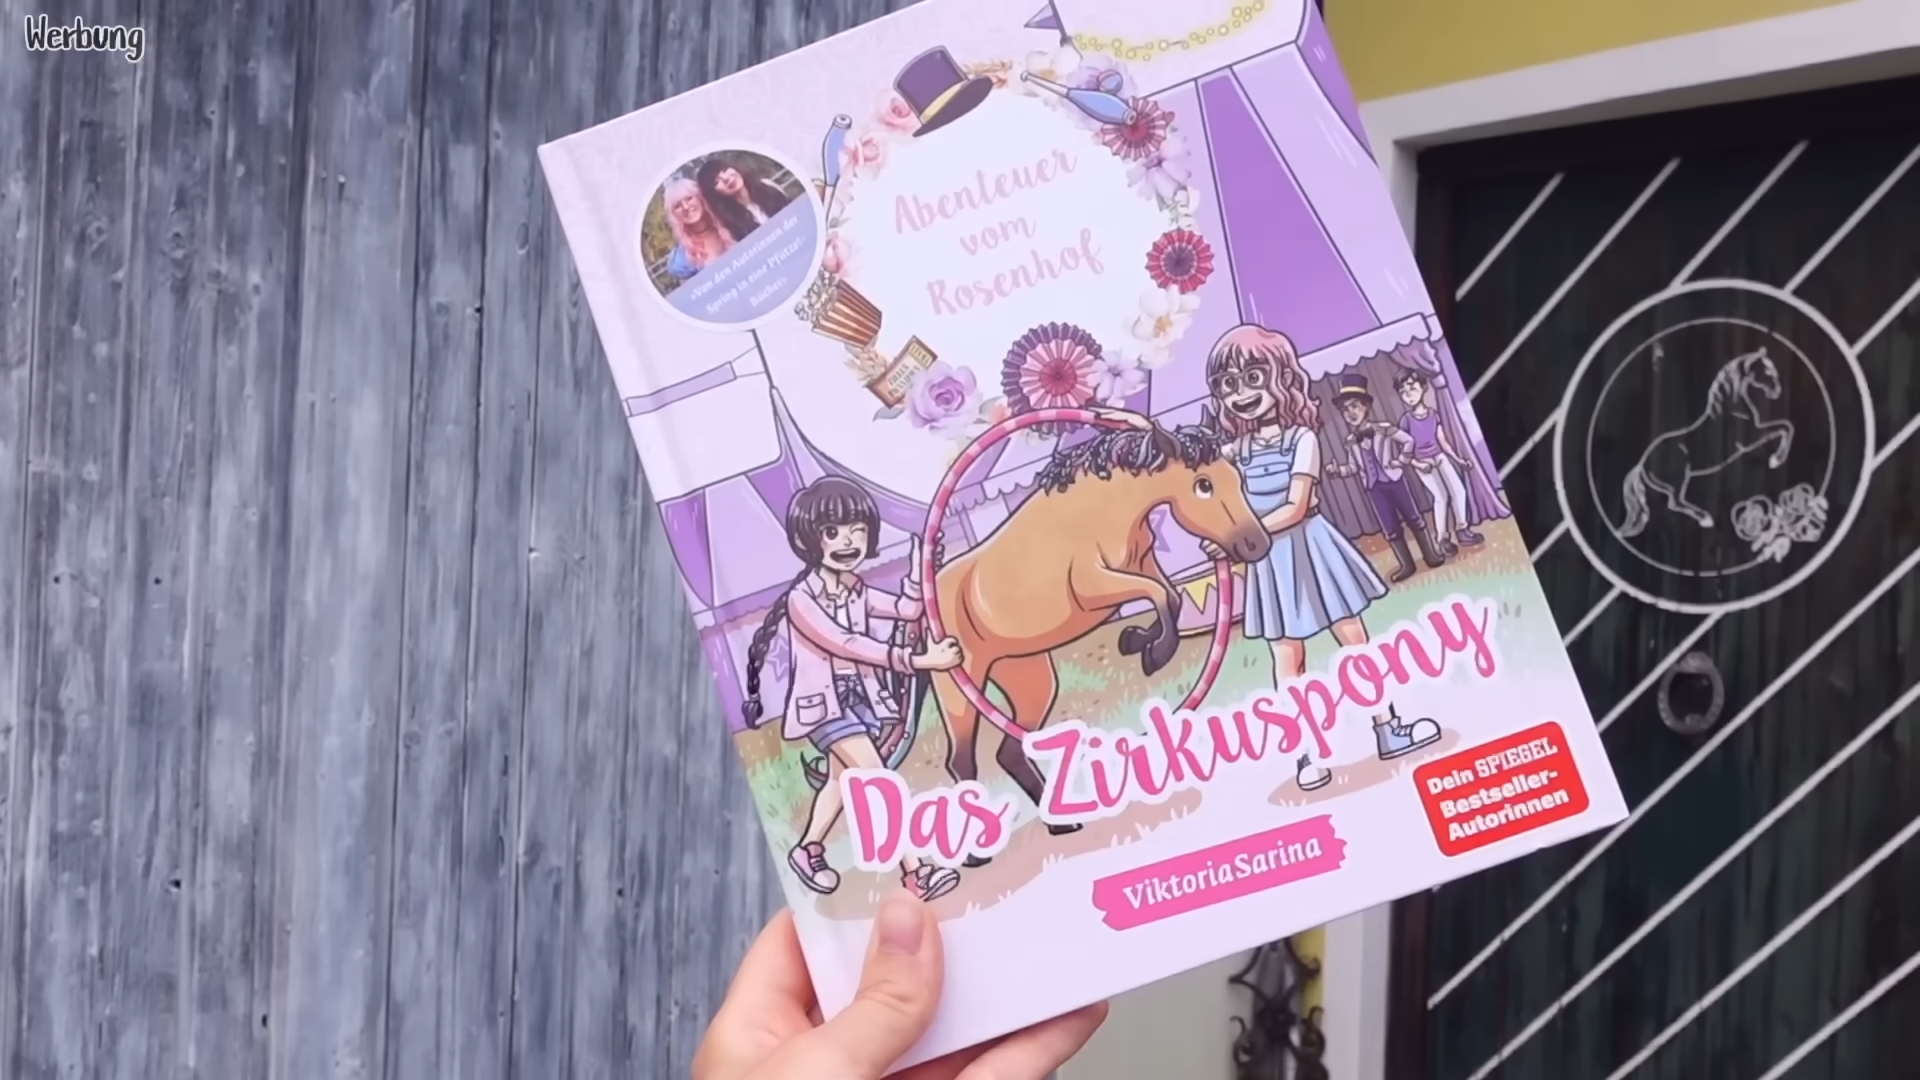 Werbung
Abenteuer
vom
Rosenhof
»Von den Autorinnen der
Spring in eine Pfütze!-
Bücher«
Das Zirkuspony
ViktoriaSarina
Dein SPIEGEL
Bestseller-
Autorinnen